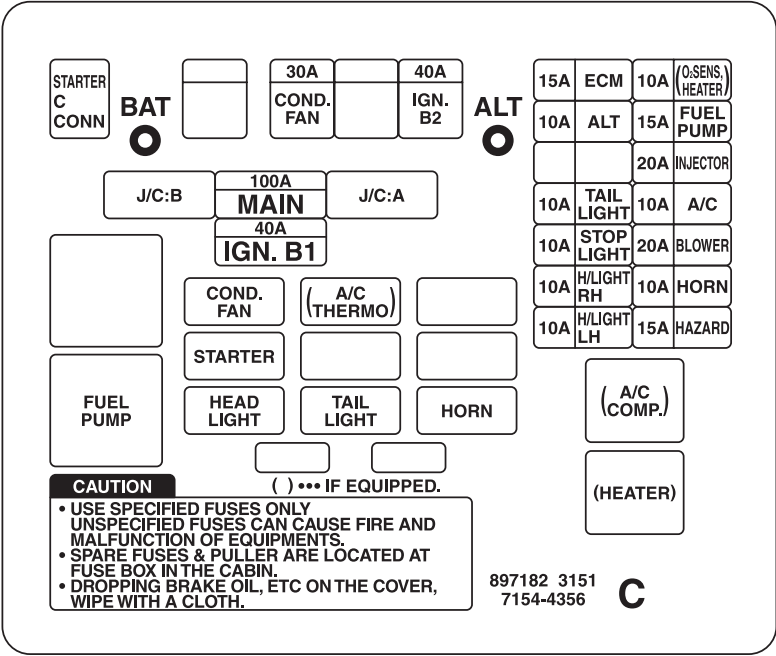 STARTER
C
CONN
BAT
30A
COND.
FAN
40A
IGN.
B2
ALT
15A ECM 10A (O2SENS, HEATER)
10A ALT 15A FUEL PUMP
20A INJECTOR
10A TAIL LIGHT 10A A/C
10A STOP LIGHT 20A BLOWER
10A H/LIGHT RH 10A HORN
10A H/LIGHT LH 15A HAZARD
J/C:B
100A
MAIN
J/C:A
40A
IGN. B1
COND.
FAN
(A/C
THERMO)
STARTER
FUEL
PUMP
HEAD
LIGHT
TAIL
LIGHT
HORN
(A/C
COMP.)
(HEATER)
( ) ••• IF EQUIPPED.
CAUTION
• USE SPECIFIED FUSES ONLY
UNSPECIFIED FUSES CAN CAUSE FIRE AND
MALFUNCTION OF EQUIPMENTS.
• SPARE FUSES & PULLER ARE LOCATED AT
FUSE BOX IN THE CABIN.
• DROPPING BRAKE OIL, ETC ON THE COVER,
WIPE WITH A CLOTH.
897182 3151
7154-4356
C